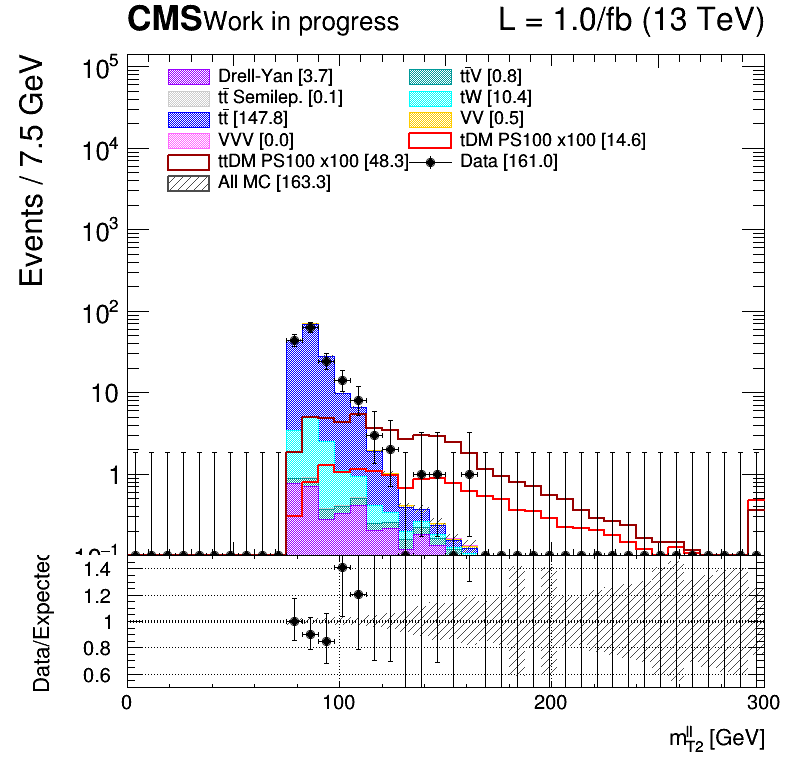 CMS Work in progress L = 1.0/fb (13 TeV)
Events / 7.5 GeV
10⁵
10⁴
10³
10²
10
1
10⁻¹
Drell-Yan [3.7]
tt̄V [0.8]
tt̄ Semilep. [0.1]
tW [10.4]
tt̄ [147.8]
VV [0.5]
VVV [0.0]
tDM PS100 x100 [14.6]
ttDM PS100 x100 [48.3]
Data [161.0]
All MC [163.3]
Data/Expected
1.4
1.2
1
0.8
0.6
0 100 200 300
m_T2^ll [GeV]